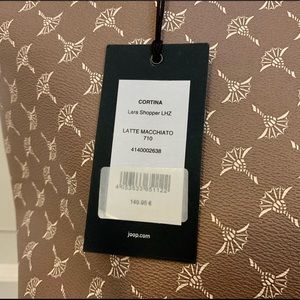 CORTINA
Lara Shopper LHZ
LATTE MACCHIATO
710
4140002638
149.95 €
joop.com